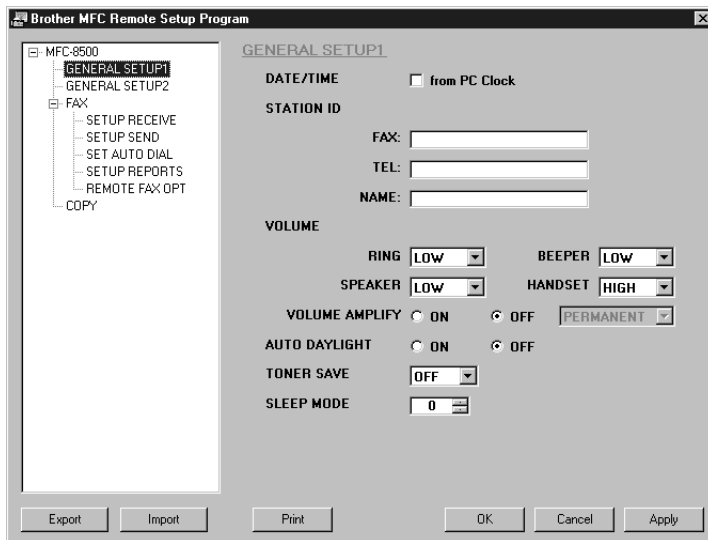 Brother MFC Remote Setup Program
MFC-8500
GENERAL SETUP1
GENERAL SETUP2
FAX
SETUP RECEIVE
SETUP SEND
SET AUTO DIAL
SETUP REPORTS
REMOTE FAX OPT
COPY
GENERAL SETUP1
DATE/TIME from PC Clock
STATION ID
FAX:
TEL:
NAME:
VOLUME
RING LOW BEEPER LOW
SPEAKER LOW HANDSET HIGH
VOLUME AMPLIFY ON OFF PERMANENT
AUTO DAYLIGHT ON OFF
TONER SAVE OFF
SLEEP MODE 0
Export Import Print OK Cancel Apply